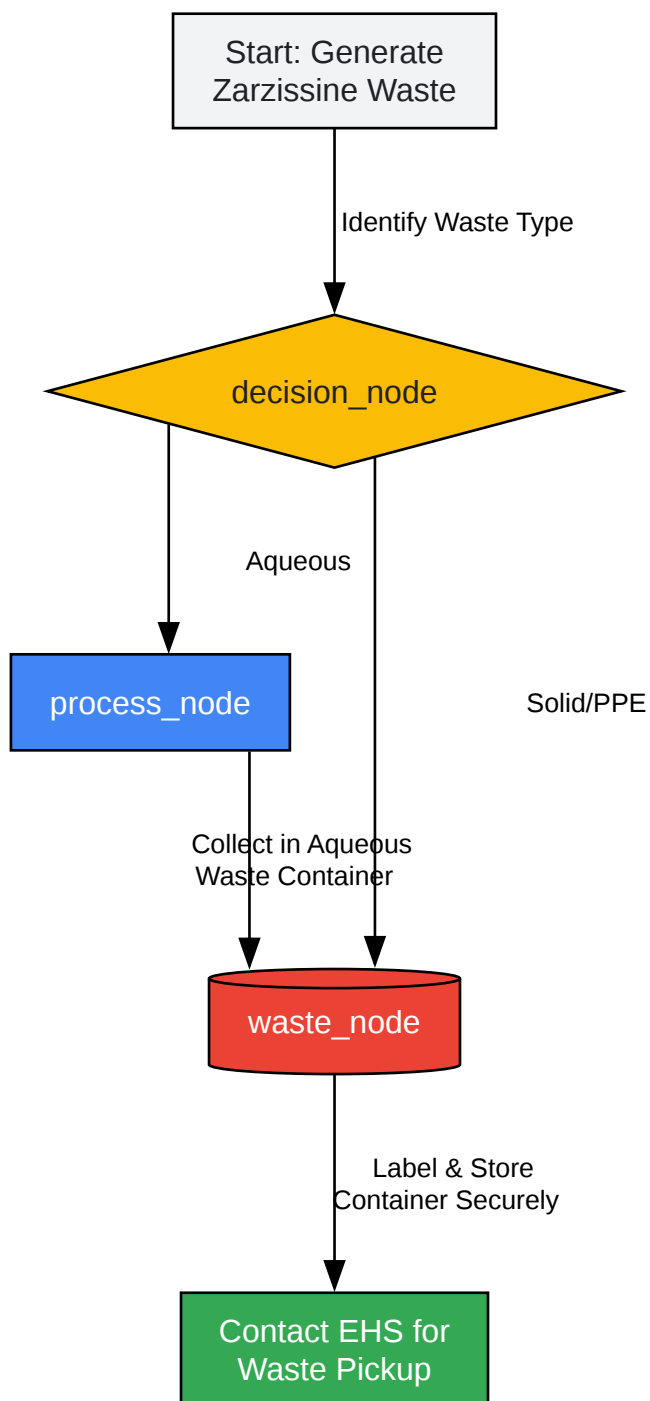 Start: Generate
Zarzissine Waste
Identify Waste Type
decision_node
Aqueous
process_node
Solid/PPE
Collect in Aqueous
Waste Container
waste_node
Label & Store
Container Securely
Contact EHS for
Waste Pickup